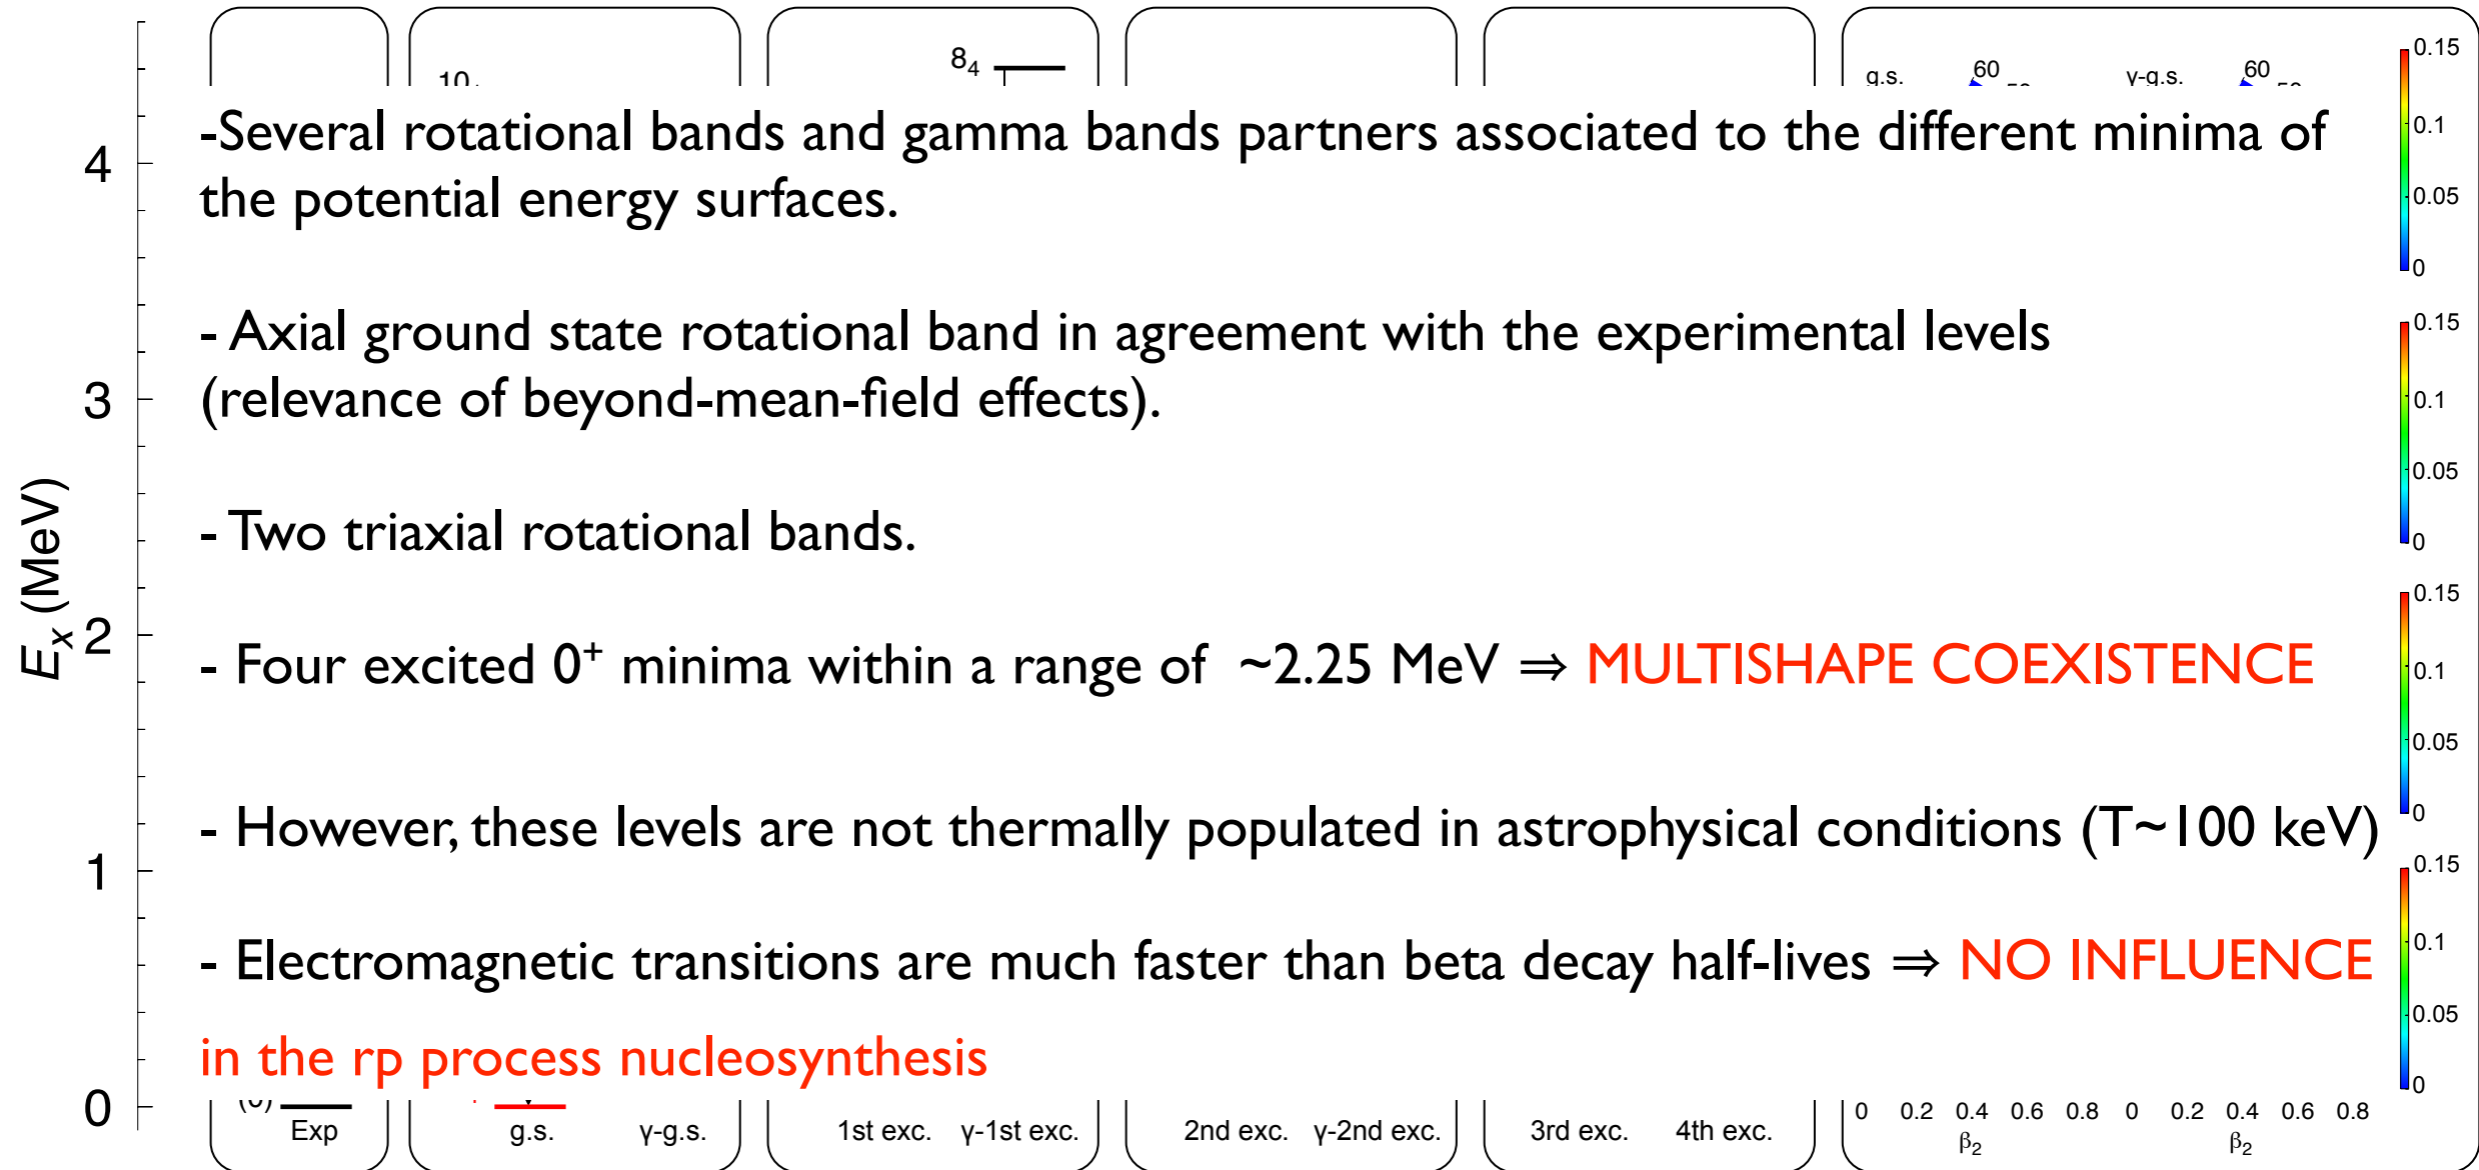 8₄
0.15
60
60
g.s.
γ-g.s.
10
-Several rotational bands and gamma bands partners associated to the different minima of
the potential energy surfaces.
0.1
4
0.05
0
- Axial ground state rotational band in agreement with the experimental levels
(relevance of beyond-mean-field effects).
0.15
3
0.1
0.05
Eₓ (MeV)
- Two triaxial rotational bands.
0
0.15
2
- Four excited 0⁺ minima within a range of ~2.25 MeV ⇒ MULTISHAPE COEXISTENCE
0.1
0.05
0
- However, these levels are not thermally populated in astrophysical conditions (T~100 keV)
1
0.15
- Electromagnetic transitions are much faster than beta decay half-lives ⇒ NO INFLUENCE
0.1
0.05
in the rp process nucleosynthesis
0
0
0 0.2 0.4 0.6 0.8 0 0.2 0.4 0.6 0.8
Exp g.s. γ-g.s. 1st exc. γ-1st exc. 2nd exc. γ-2nd exc. 3rd exc. 4th exc.
β₂ β₂